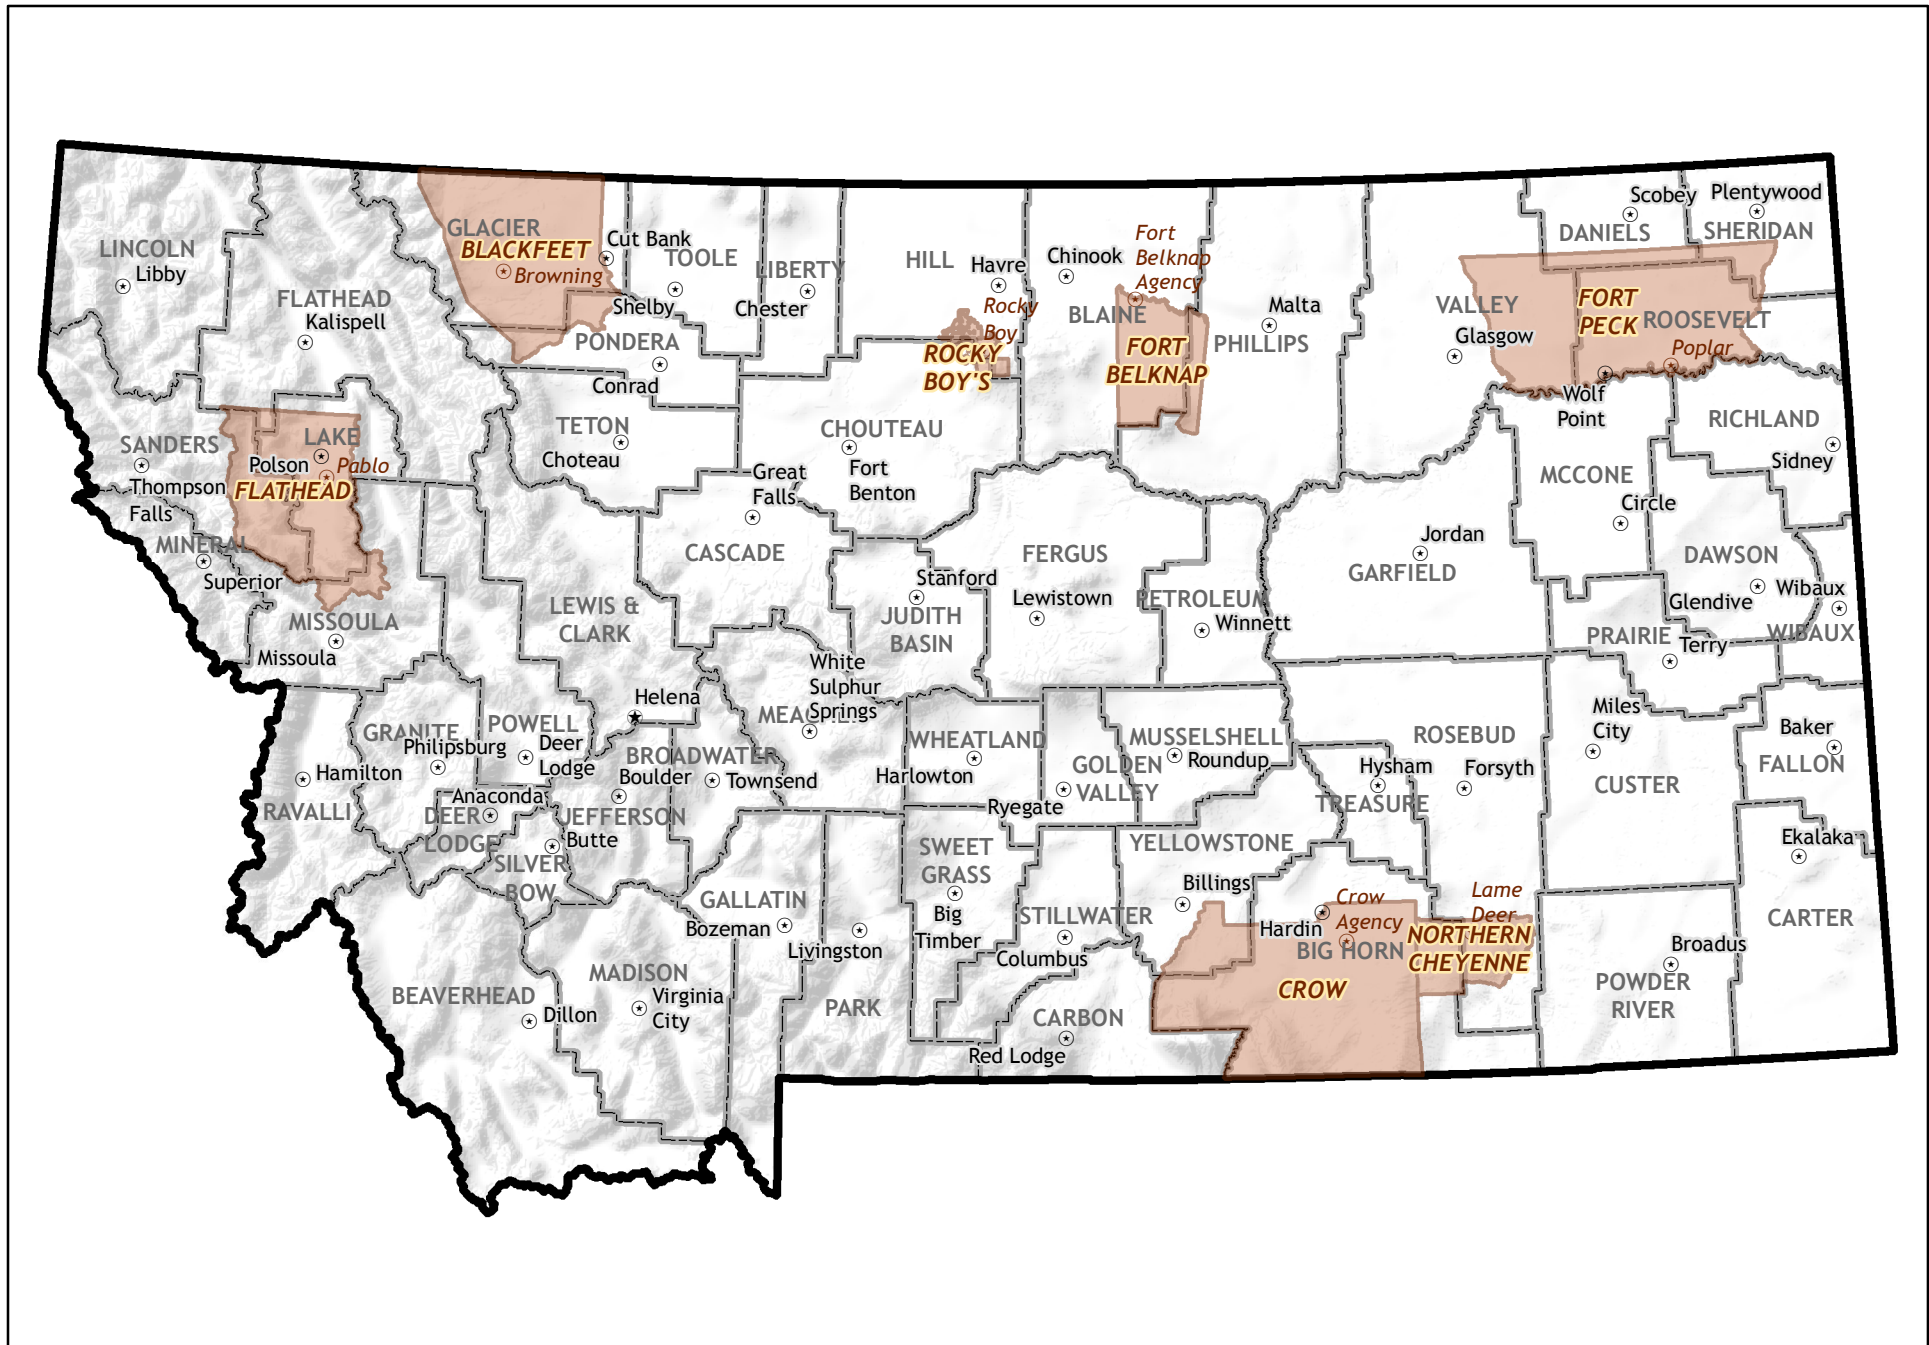 Scobey
Plentywood
DANIELS
SHERIDAN
GLACIER
BLACKFEET
Browning
Cut Bank
TOOLE
Shelby
LIBERTY
Chester
HILL
Havre
Rocky
Boy
ROCKY
BOY'S
Chinook
BLAINE
Fort
Belknap
Agency
FORT
BELKNAP
Malta
PHILLIPS
VALLEY
Glasgow
FORT
PECK
ROOSEVELT
Poplar
Wolf
Point
LINCOLN
Libby
FLATHEAD
Kalispell
PONDERA
Conrad
TETON
Choteau
CHOUTEAU
Fort
Benton
Great
Falls
CASCADE
SANDERS
Thompson
Falls
LAKE
Polson
Pablo
FLATHEAD
MINERAL
Superior
MISSOULA
Missoula
LEWIS &
CLARK
Helena
Stanford
JUDITH
BASIN
FERGUS
Lewistown
PETROLEUM
Winnett
Jordan
GARFIELD
MCCONE
Circle
RICHLAND
Sidney
DAWSON
Glendive
Wibaux
WIBAUX
PRAIRIE
Terry
White
Sulphur
Springs
MEAGHER
GRANITE
Philipsburg
POWELL
Deer
Lodge
BROADWATER
Townsend
Boulder
JEFFERSON
Hamilton
RAVALLI
Anaconda
DEER
LODGE
Butte
SILVER
BOW
WHEATLAND
Harlowton
GOLDEN
VALLEY
Ryegate
MUSSELSHELL
Roundup
Hysham
TREASURE
ROSEBUD
Forsyth
Miles
City
CUSTER
Baker
FALLON
Ekalaka
CARTER
YELLOWSTONE
Billings
SWEET
GRASS
Big
Timber
STILLWATER
Columbus
GALLATIN
Bozeman
Livingston
PARK
MADISON
Virginia
City
BEAVERHEAD
Dillon
CARBON
Red Lodge
Hardin
Crow
Agency
BIG HORN
CROW
Lame
Deer
NORTHERN
CHEYENNE
Broadus
POWDER
RIVER